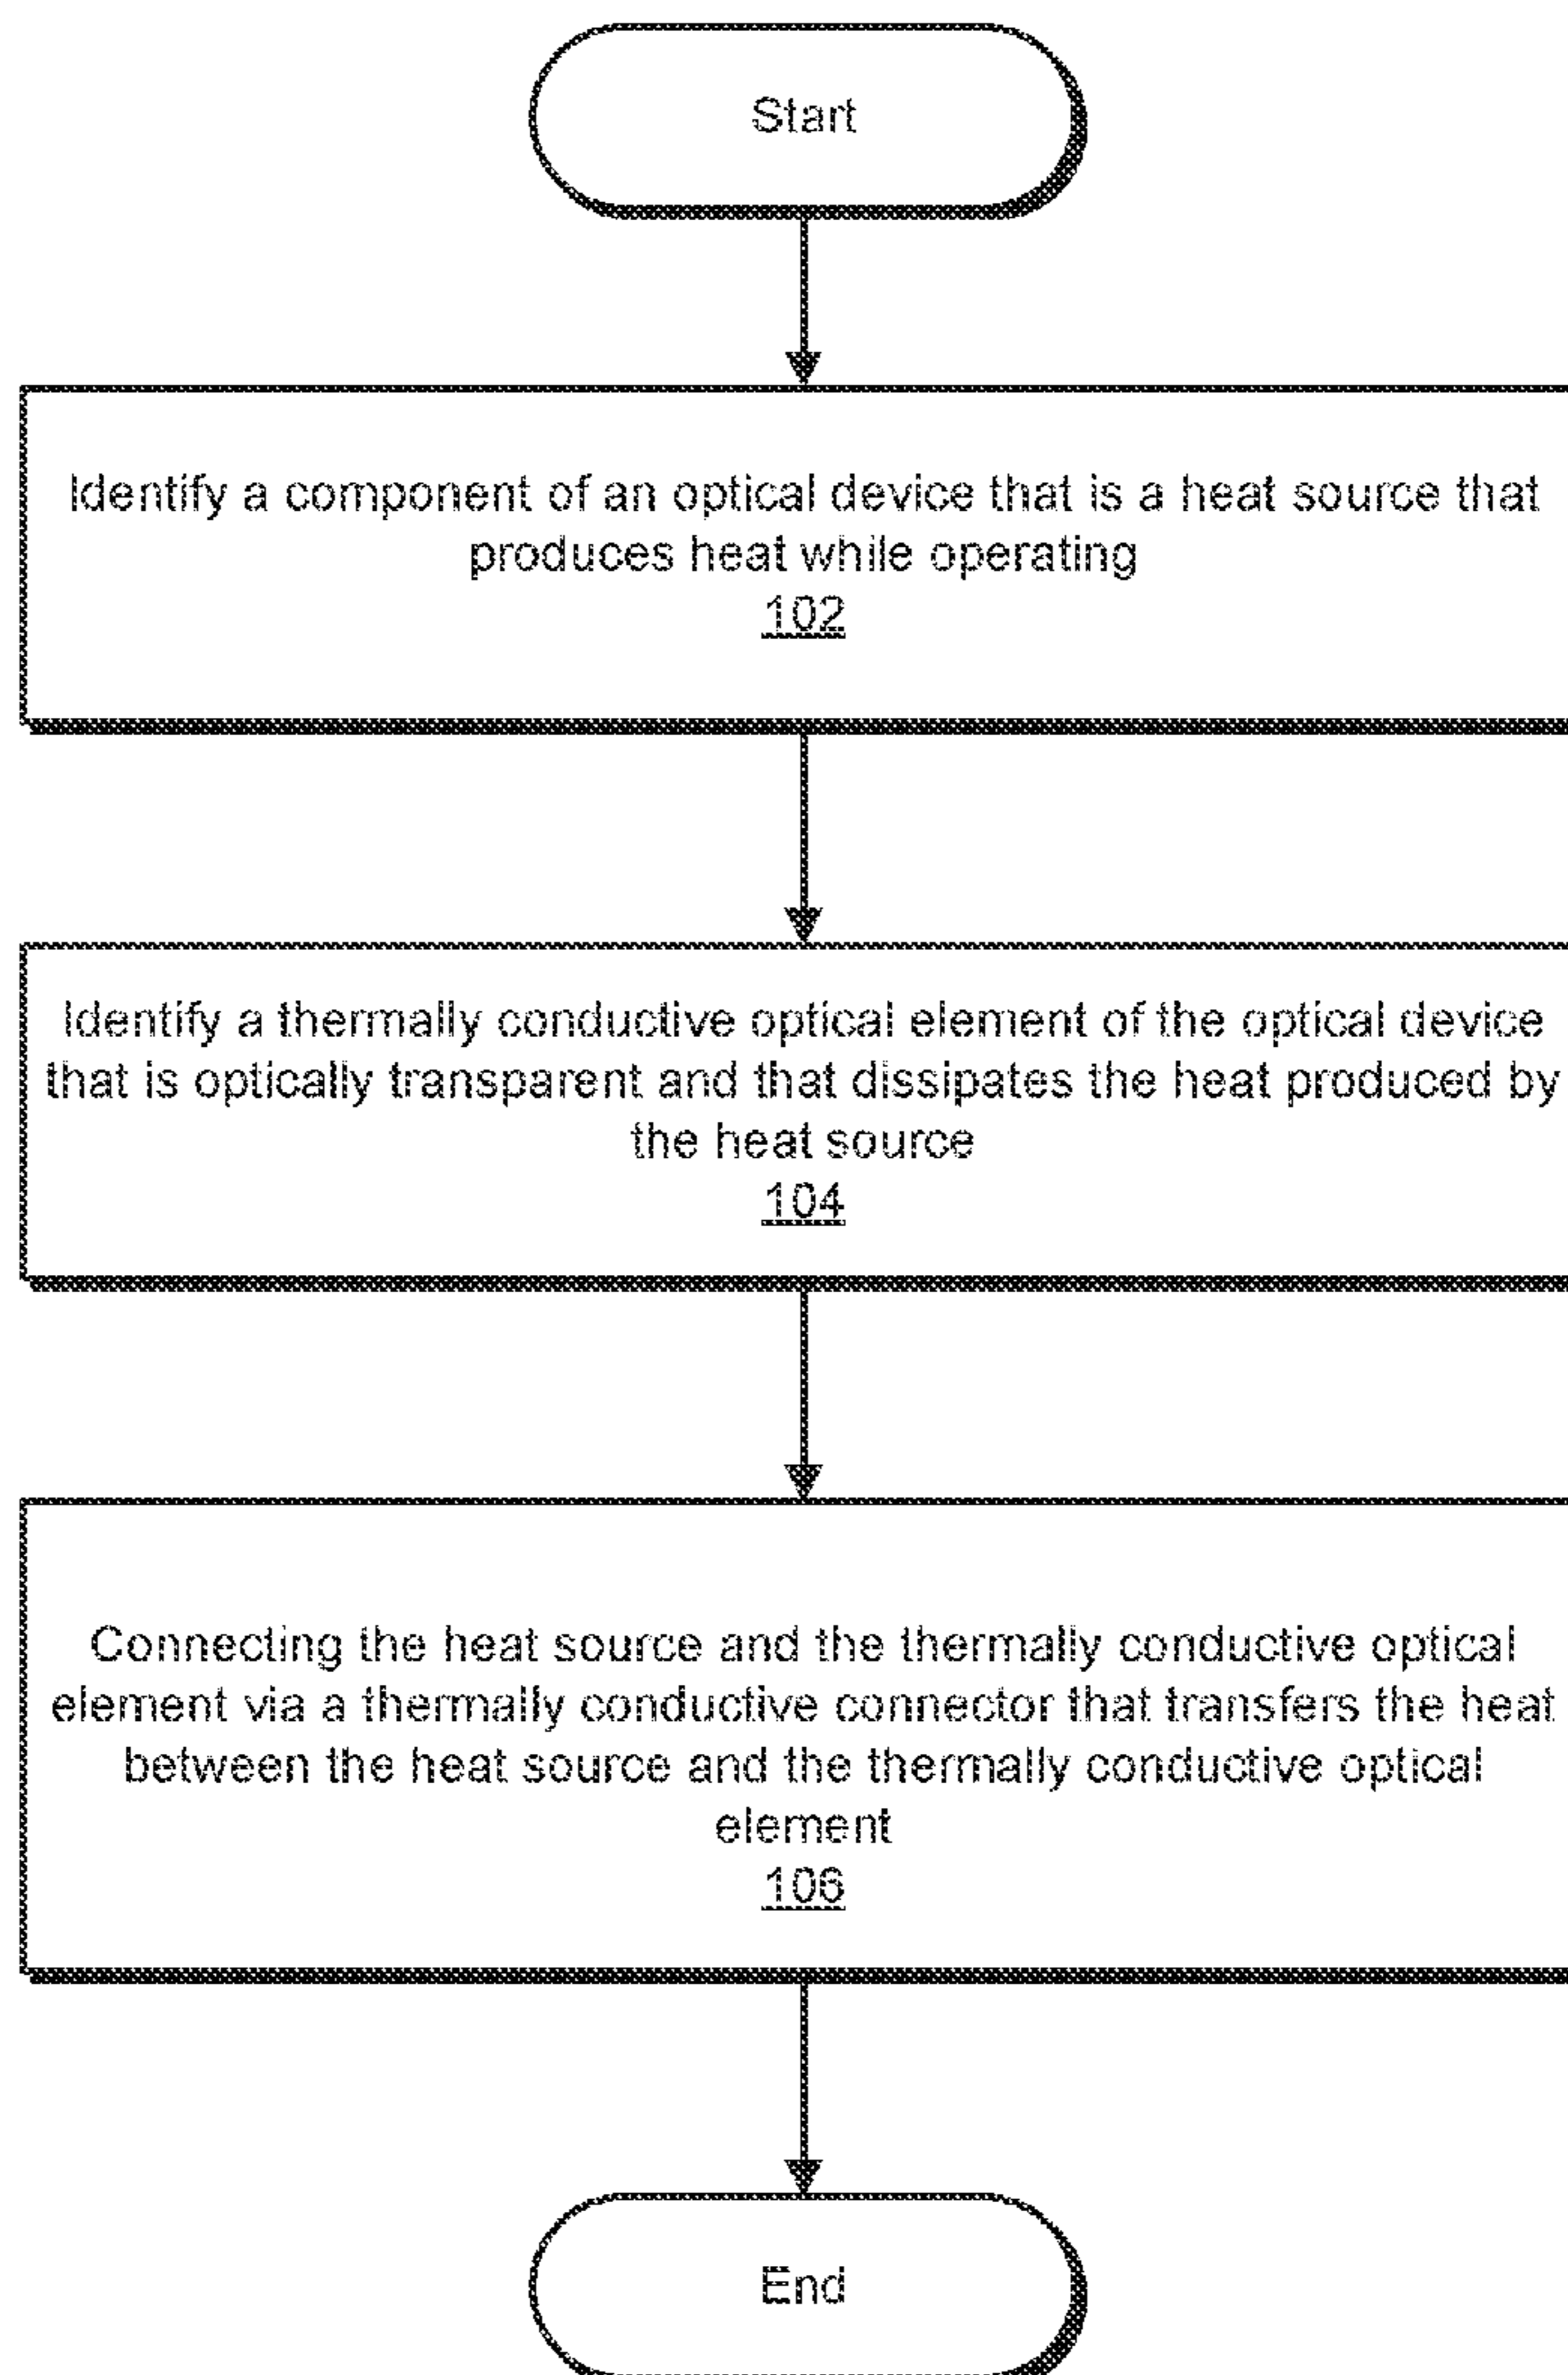 Start
Identify a component of an optical device that is a heat source that
produces heat while operating
102
Identify a thermally conductive optical element of the optical device
that is optically transparent and that dissipates the heat produced by
the heat source
104
Connecting the heat source and the thermally conductive optical
element via a thermally conductive connector that transfers the heat
between the heat source and the thermally conductive optical
element
106
End